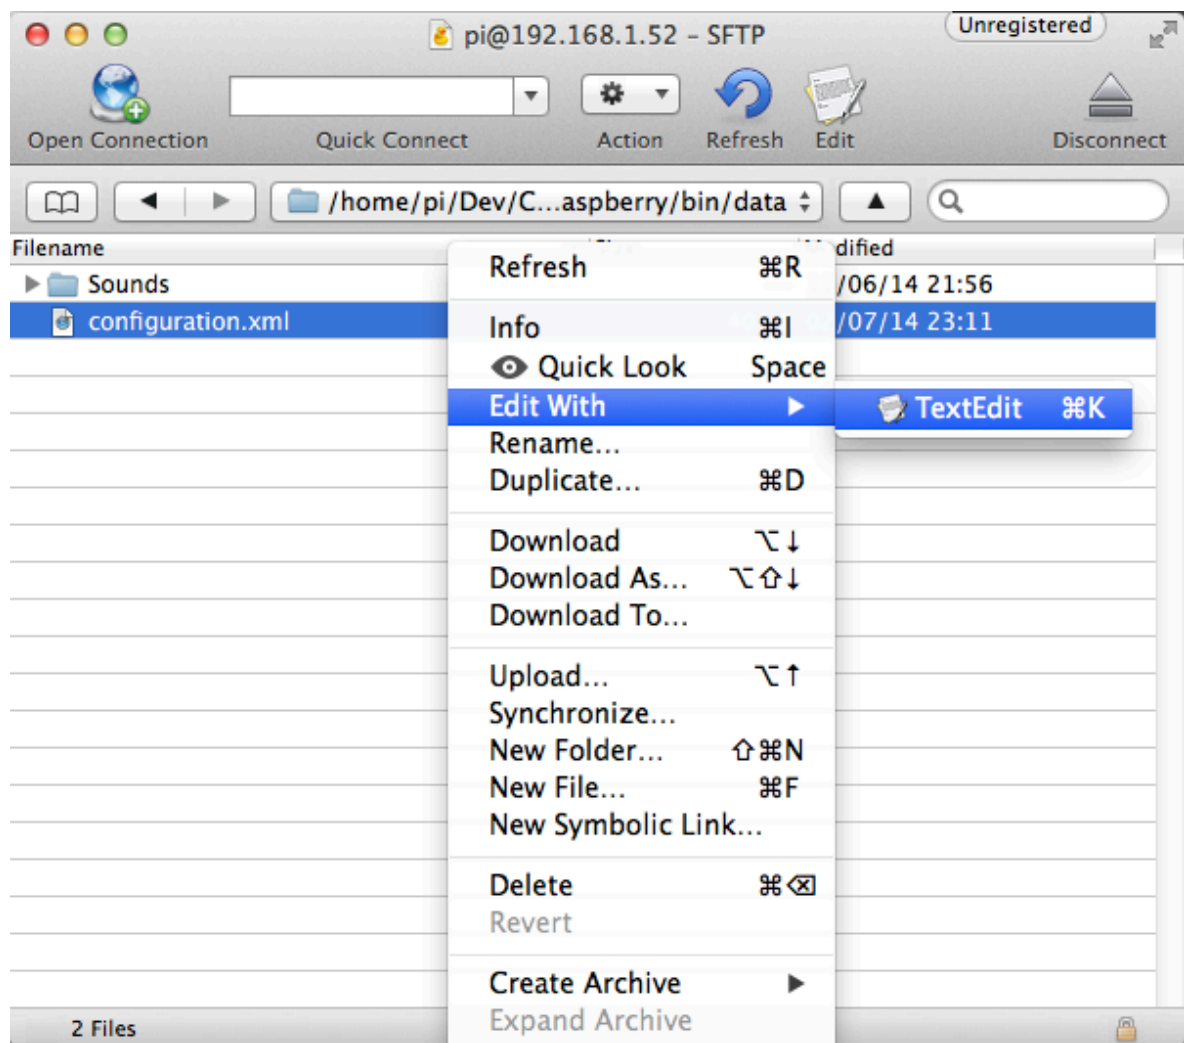 pi@192.168.1.52 – SFTP
Unregistered
Open Connection
Quick Connect
Action
Refresh
Edit
Disconnect
/home/pi/Dev/C...aspberry/bin/data
Filename
dified
Sounds
/06/14 21:56
configuration.xml
/07/14 23:11
Refresh ⌘R
Info ⌘I
Quick Look Space
Edit With ▶
TextEdit ⌘K
Rename...
Duplicate... ⌘D
Download ⌥↓
Download As... ⌥⇧↓
Download To...
Upload... ⌥↑
Synchronize...
New Folder... ⇧⌘N
New File... ⌘F
New Symbolic Link...
Delete ⌘⌫
Revert
Create Archive ▶
Expand Archive
2 Files